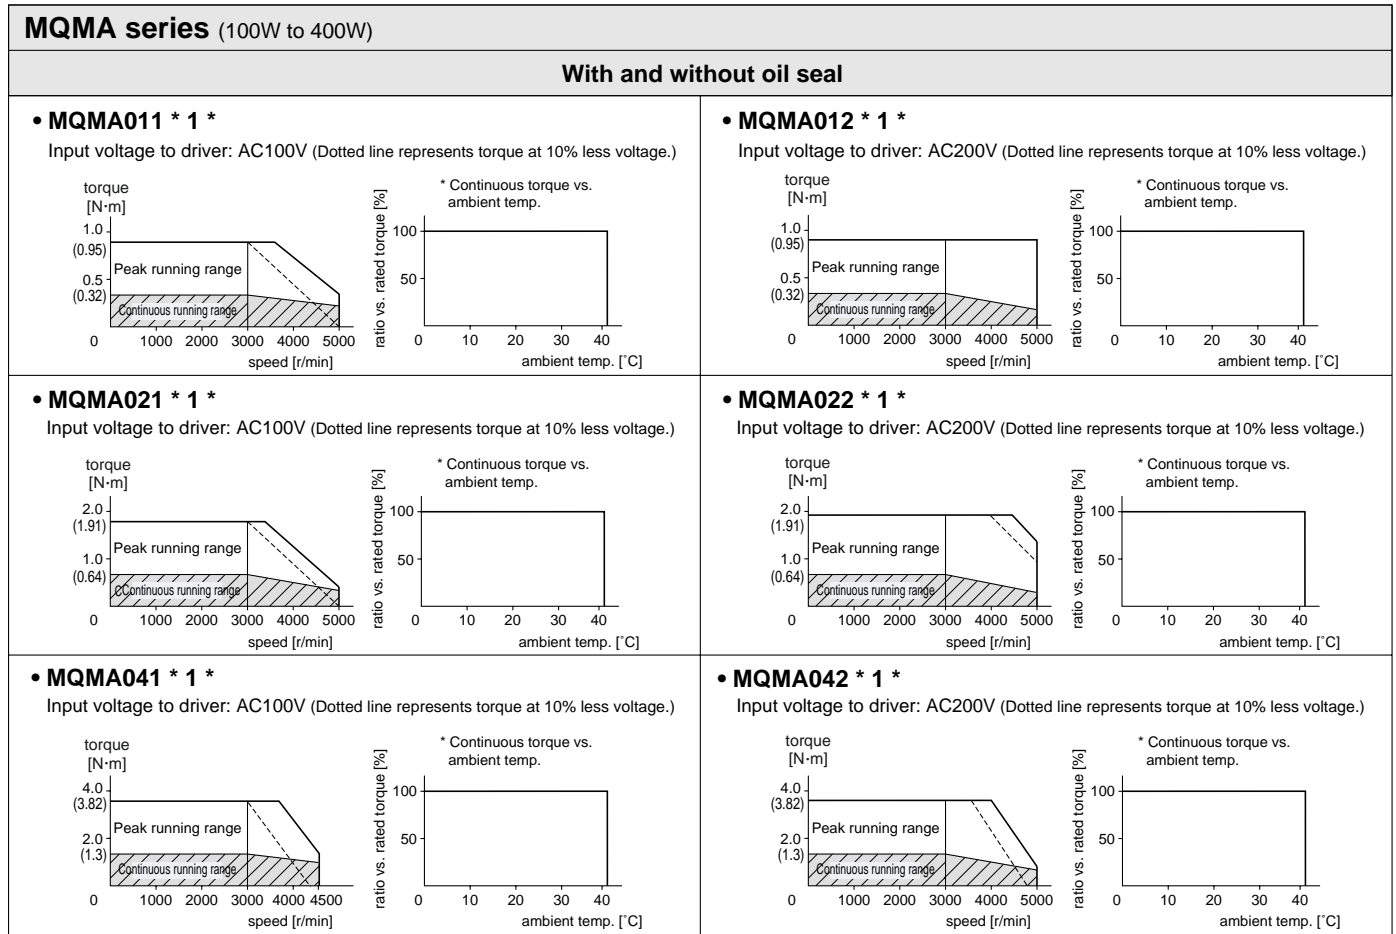 MQMA series (100W to 400W)
With and without oil seal
• MQMA011 * 1 *
Input voltage to driver: AC100V (Dotted line represents torque at 10% less voltage.)
torque
[N·m]
1.0
(0.95)
0.5
(0.32)
Peak running range
Continuous running range
0 1000 2000 3000 4000 5000
speed [r/min]
* Continuous torque vs.
ambient temp.
ratio vs. rated torque [%]
100
50
0 10 20 30 40
ambient temp. [˚C]
• MQMA012 * 1 *
Input voltage to driver: AC200V (Dotted line represents torque at 10% less voltage.)
torque
[N·m]
1.0
(0.95)
0.5
(0.32)
Peak running range
Continuous running range
0 1000 2000 3000 4000 5000
speed [r/min]
* Continuous torque vs.
ambient temp.
ratio vs. rated torque [%]
100
50
0 10 20 30 40
ambient temp. [˚C]
• MQMA021 * 1 *
Input voltage to driver: AC100V (Dotted line represents torque at 10% less voltage.)
torque
[N·m]
2.0
(1.91)
1.0
(0.64)
Peak running range
CContinuous running range
0 1000 2000 3000 4000 5000
speed [r/min]
* Continuous torque vs.
ambient temp.
ratio vs. rated torque [%]
100
50
0 10 20 30 40
ambient temp. [˚C]
• MQMA022 * 1 *
Input voltage to driver: AC200V (Dotted line represents torque at 10% less voltage.)
torque
[N·m]
2.0
(1.91)
1.0
(0.64)
Peak running range
Continuous running range
0 1000 2000 3000 4000 5000
speed [r/min]
* Continuous torque vs.
ambient temp.
ratio vs. rated torque [%]
100
50
0 10 20 30 40
ambient temp. [˚C]
• MQMA041 * 1 *
Input voltage to driver: AC100V (Dotted line represents torque at 10% less voltage.)
torque
[N·m]
4.0
(3.82)
2.0
(1.3)
Peak running range
Continuous running range
0 1000 2000 3000 4000 4500
speed [r/min]
* Continuous torque vs.
ambient temp.
ratio vs. rated torque [%]
100
50
0 10 20 30 40
ambient temp. [˚C]
• MQMA042 * 1 *
Input voltage to driver: AC200V (Dotted line represents torque at 10% less voltage.)
torque
[N·m]
4.0
(3.82)
2.0
(1.3)
Peak running range
Continuous running range
0 1000 2000 3000 4000 5000
speed [r/min]
* Continuous torque vs.
ambient temp.
ratio vs. rated torque [%]
100
50
0 10 20 30 40
ambient temp. [˚C]